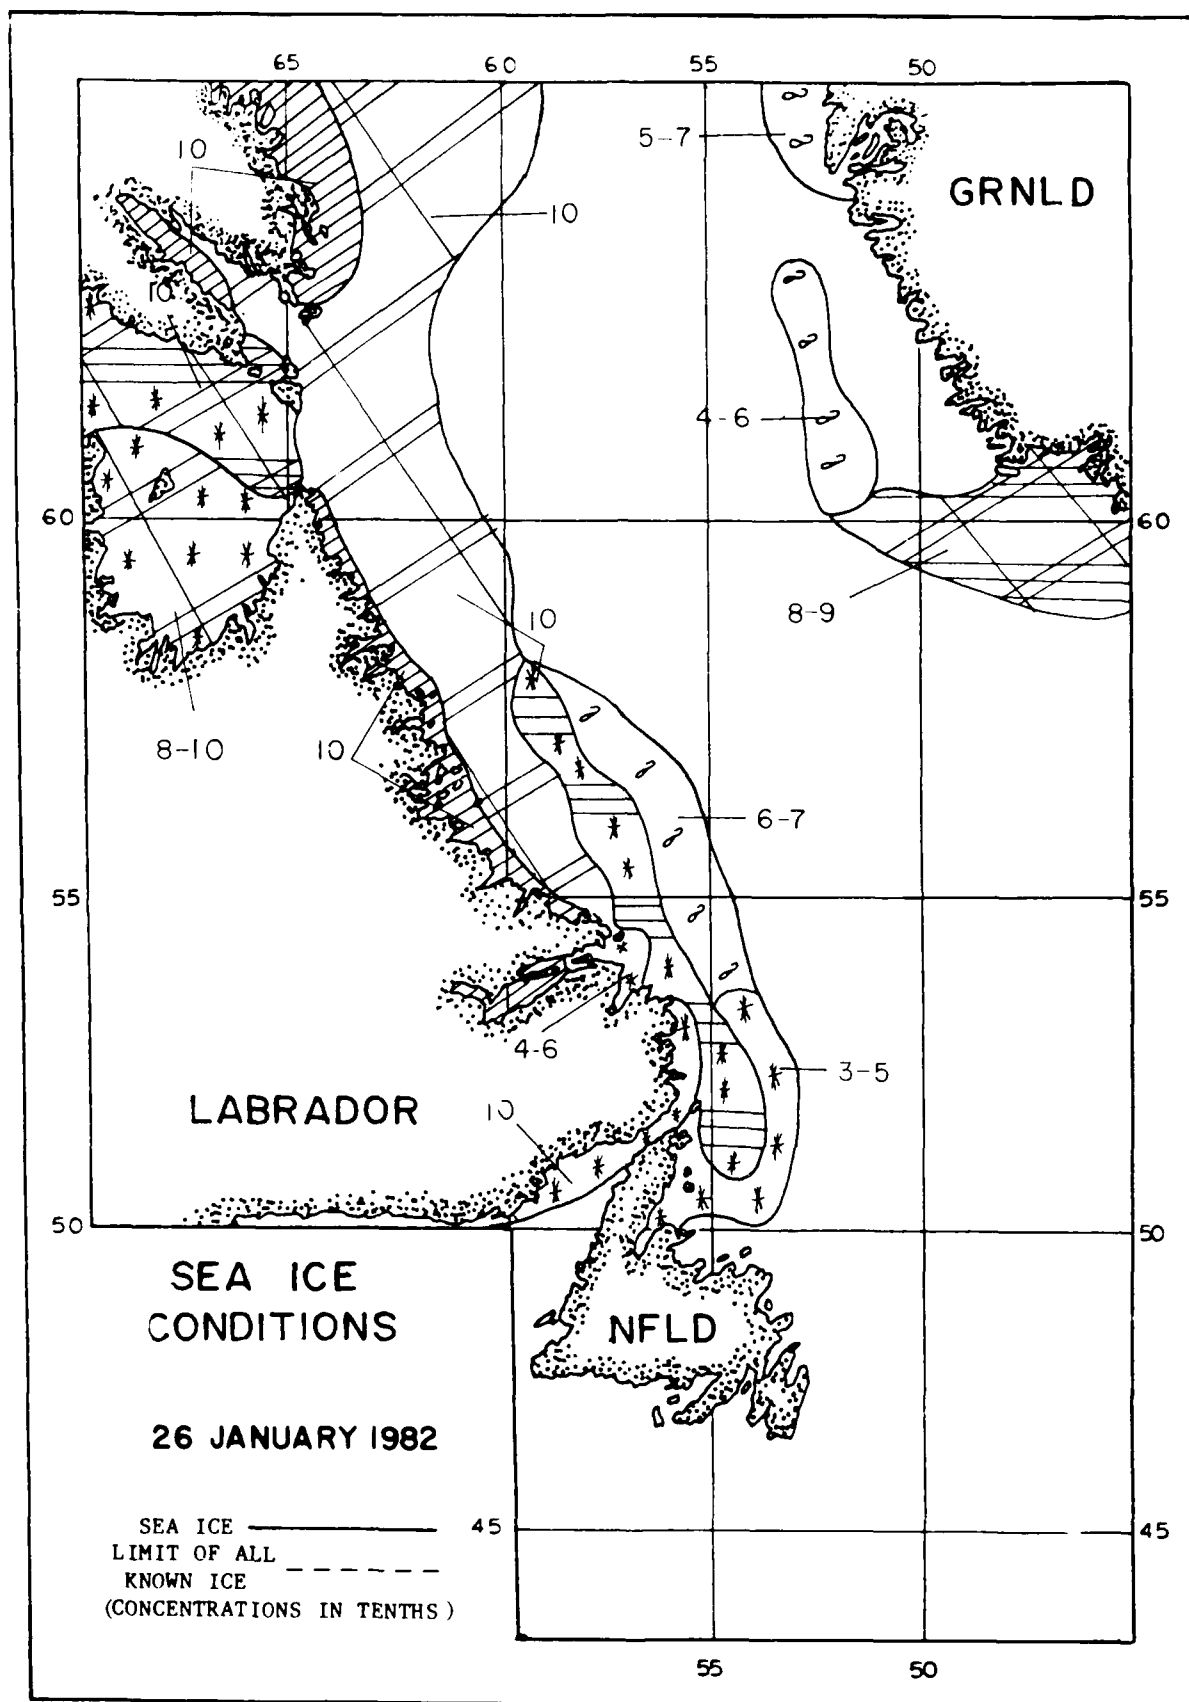 65 60 55 50
10
5-7
GRNLD
10
10
4-6
60
60
8-9
10
8-10
10
6-7
55
55
4-6
3-5
LABRADOR
10
50
50
SEA ICE
CONDITIONS
NFLD
26 JANUARY 1982
SEA ICE
45
45
LIMIT OF ALL
KNOWN ICE
(CONCENTRATIONS IN TENTHS)
55 50